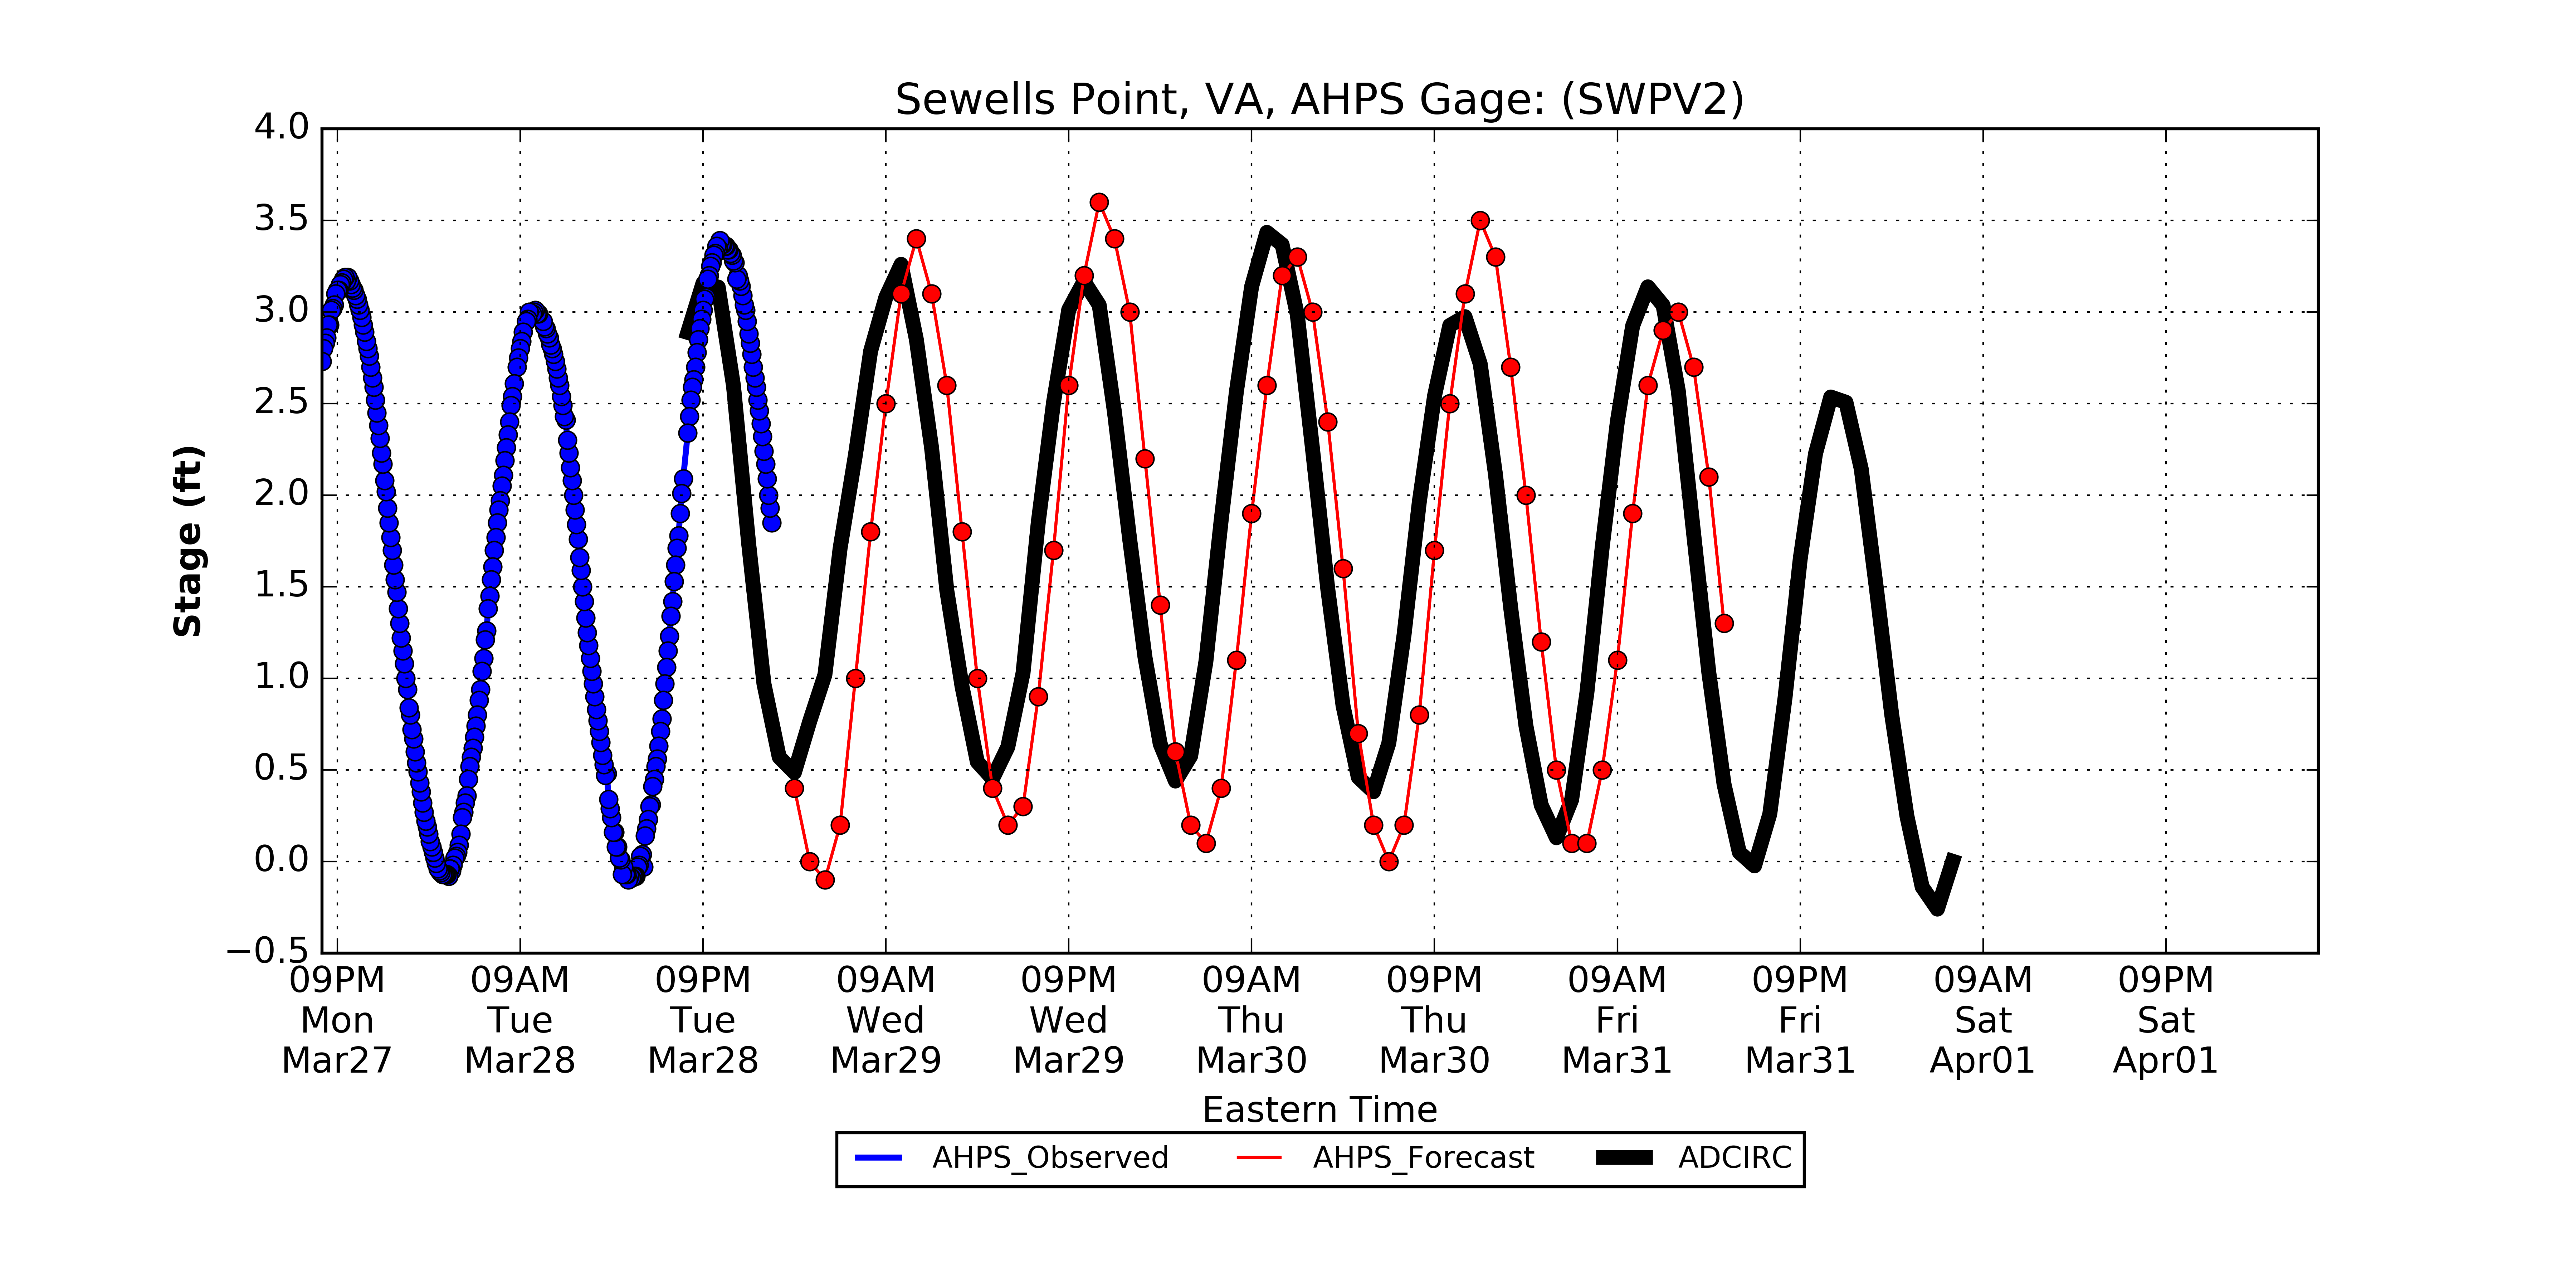 Sewells Point, VA, AHPS Gage: (SWPV2)
4.0
3.5
3.0
2.5
2.0
1.5
1.0
0.5
0.0
−0.5
Stage (ft)
09PM 09AM 09PM 09AM 09PM 09AM 09PM 09AM 09PM 09AM 09PM
Mon Tue Tue Wed Wed Thu Thu Fri Fri Sat Sat
Mar27 Mar28 Mar28 Mar29 Mar29 Mar30 Mar30 Mar31 Mar31 Apr01 Apr01
Eastern Time
AHPS_Observed AHPS_Forecast ADCIRC